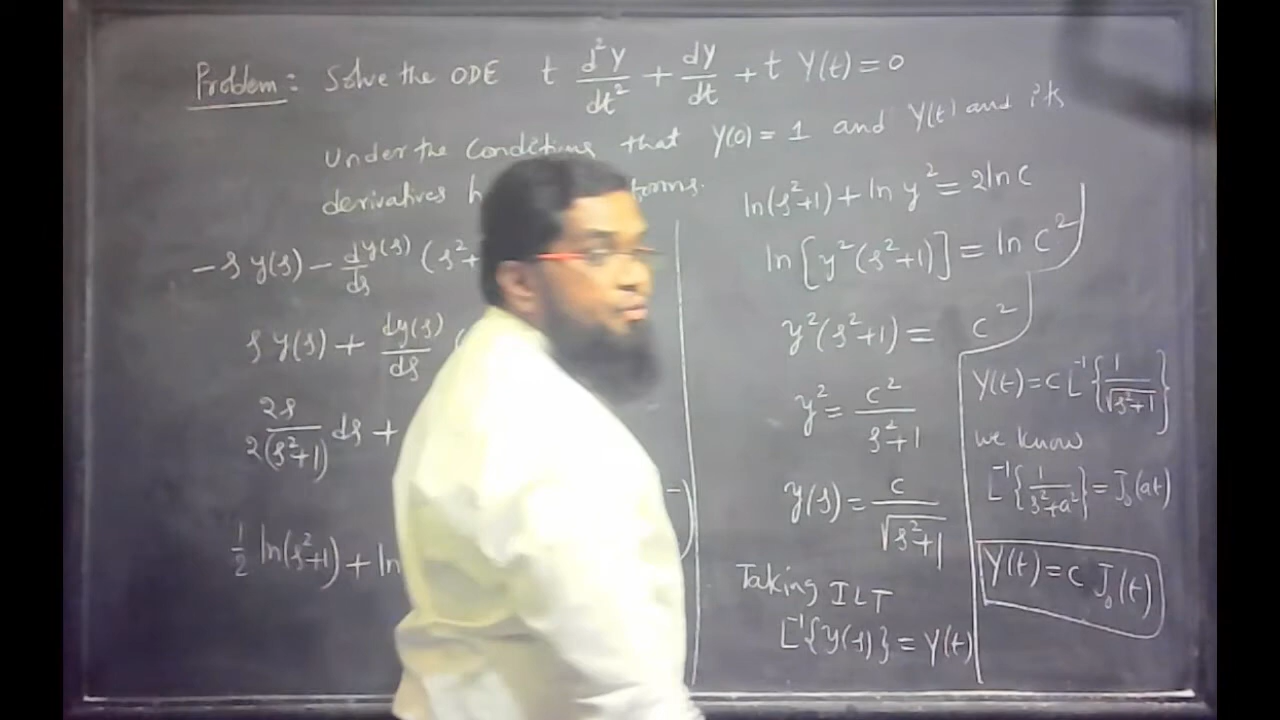 Problem: Solve the ODE t d²Y/dt² + dY/dt + t Y(t) = 0
Under the conditions that Y(0) = 1 and Y(t) and its
derivatives
- s y(s) - dy(s)/ds (s²+
s y(s) + dy(s)/ds (
2s/2(s²+1) ds +
1/2 ln(s²+1) + ln
ln(s²+1) + ln y² = 2 ln c
ln[y²(s²+1)] = ln c²
y²(s²+1) = c²
y² = c²/s²+1
y(s) = c/√s²+1
Taking ILT
L⁻¹{y(s)} = Y(t)
Y(t) = c L⁻¹{1/√s²+1}
we know
L⁻¹{1/s²+a²} = J₀(at)
Y(t) = c J₀(t)